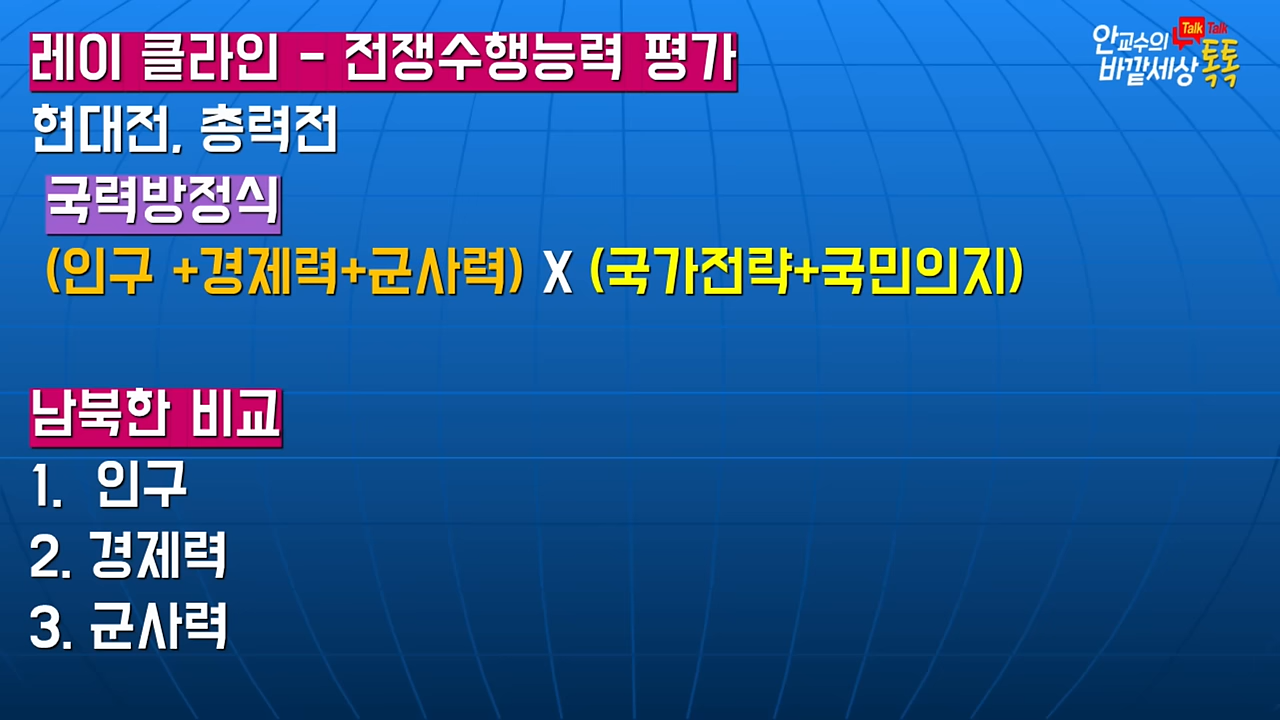 레이 클라인 - 전쟁수행능력 평가
안교수의 Talk Talk
바깥세상 톡톡
현대전, 총력전
국력방정식
(인구 +경제력+군사력) X (국가전략+국민의지)
남북한 비교
1. 인구
2. 경제력
3. 군사력